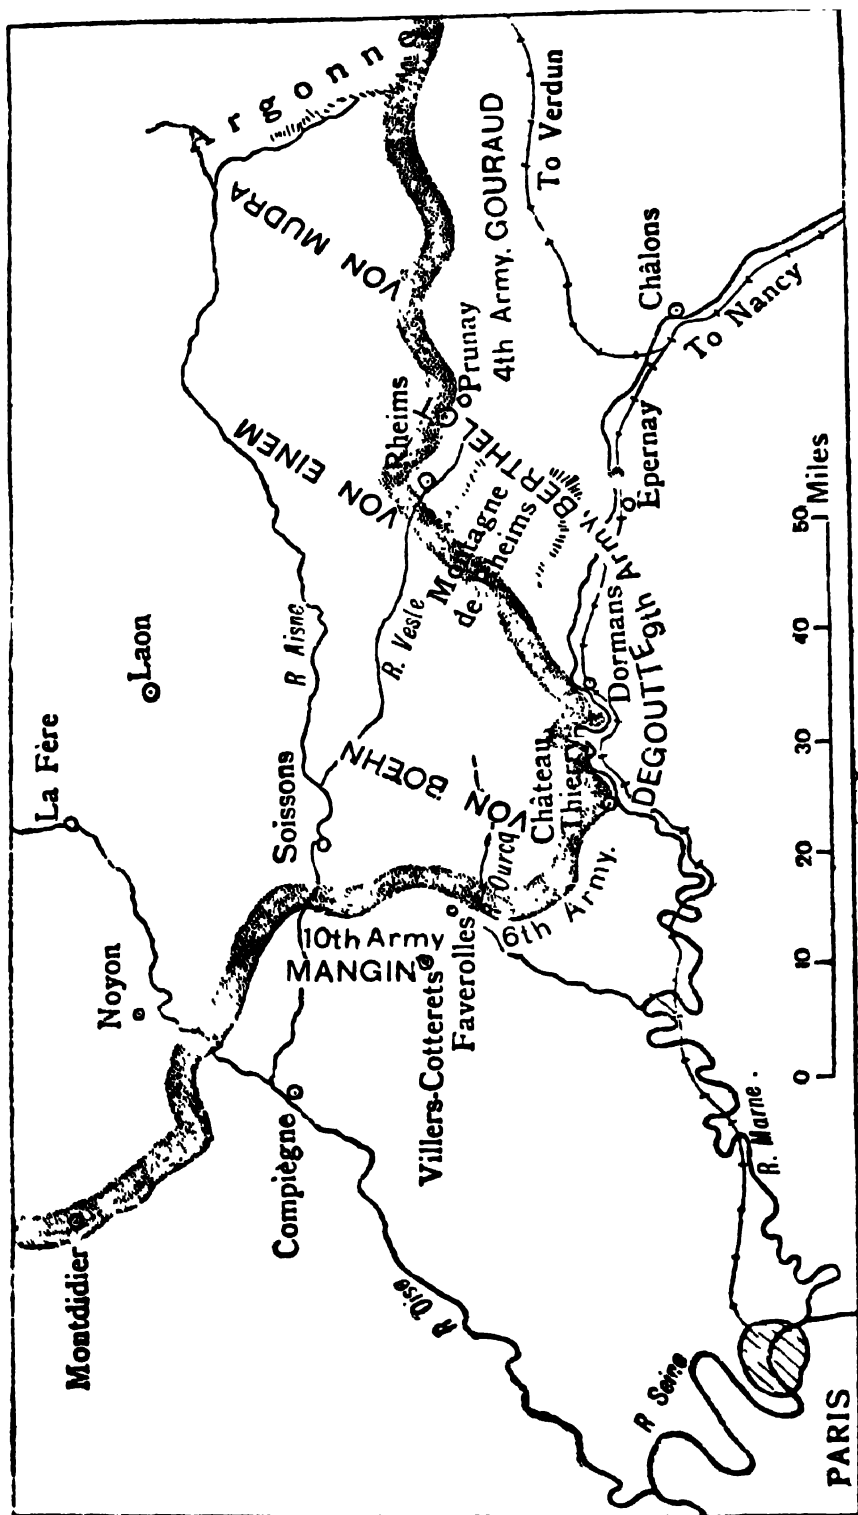 Argonne
VON MUDRA
4th Army, GOURAUD
To Verdun
Châlons
To Nancy
Prunay
Rheims
VON EINEM
Montagne
de Rheims
9th Army, BERTHELOT
Epernay
Laon
R Aisne
R. Vesle
Dormans
DEGOUTTE
6th Army.
La Fère
Soissons
VON BOEHN
Château
Thierry
R Ourcq
Noyon
10th Army
MANGIN
Villers-Cotterets
Faverolles
Compiègne
Montdidier
R Oise
R. Marne.
R Seine
PARIS
0 10 20 30 40 50 Miles